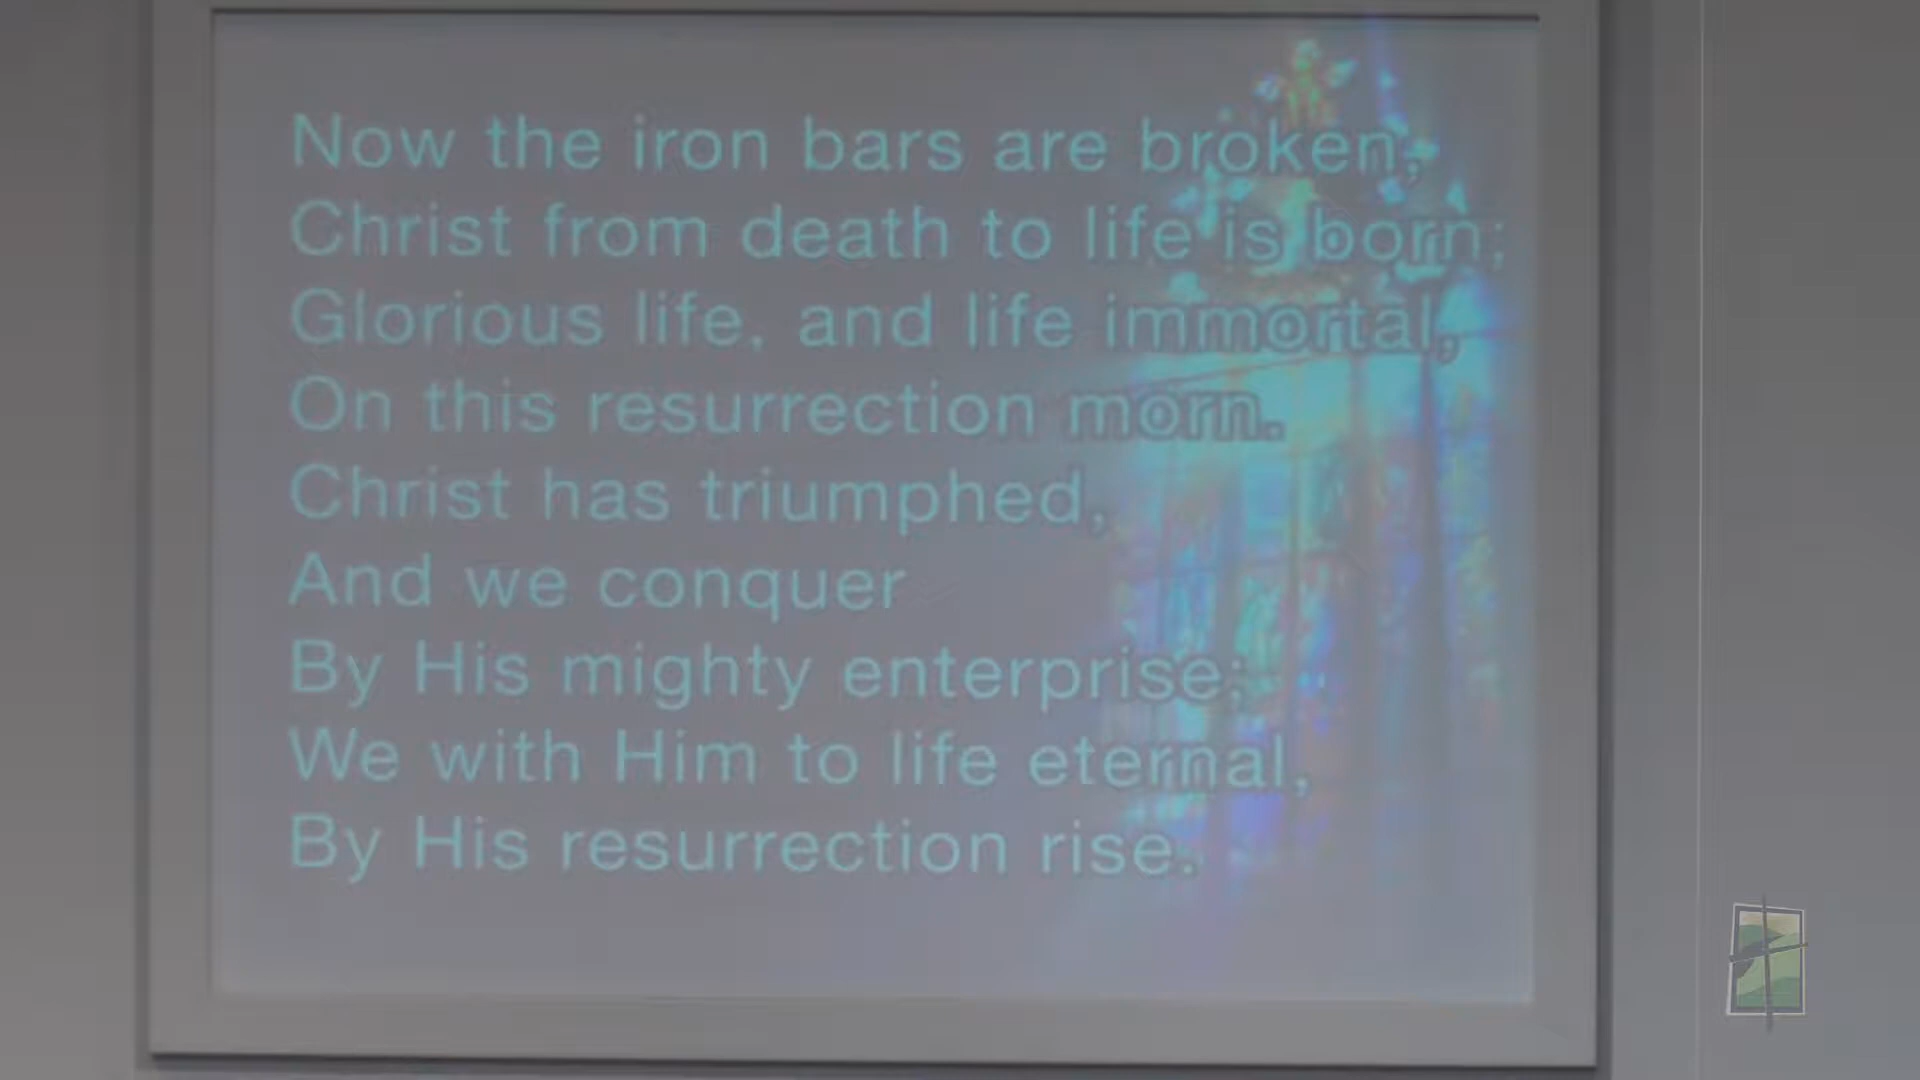 Now the iron bars are broken,
Christ from death to life is born;
Glorious life, and life immortal,
On this resurrection morn.
Christ has triumphed,
And we conquer
By His mighty enterprise;
We with Him to life eternal,
By His resurrection rise.